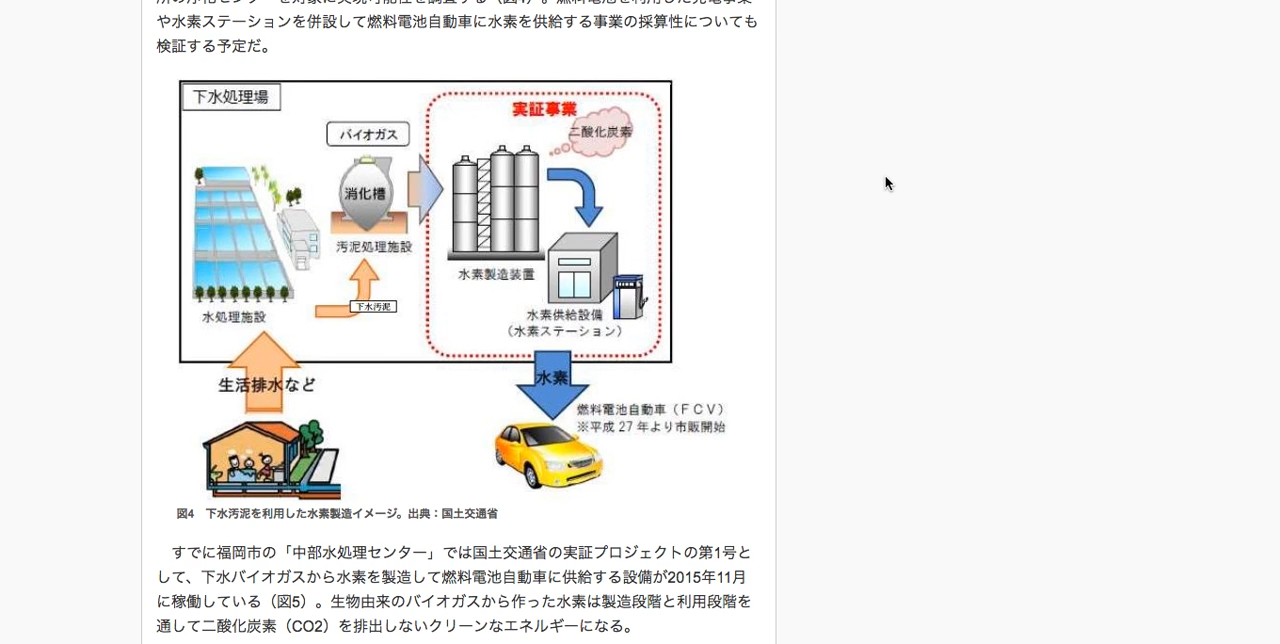 や水素ステーションを併設して燃料電池自動車に水素を供給する事業の採算性についても
検証する予定だ。
下水処理場
実証事業
二酸化炭素
バイオガス
消化槽
汚泥処理施設
水素製造装置
下水汚泥
水処理施設
水素供給設備
（水素ステーション）
生活排水など
水素
燃料電池自動車（ＦＣＶ）
※平成 27 年より市販開始
図4　下水汚泥を利用した水素製造イメージ。出典：国土交通省
すでに福岡市の「中部水処理センター」では国土交通省の実証プロジェクトの第1号と
して、下水バイオガスから水素を製造して燃料電池自動車に供給する設備が2015年11月
に稼働している（図5）。生物由来のバイオガスから作った水素は製造段階と利用段階を
通して二酸化炭素（CO2）を排出しないクリーンなエネルギーになる。